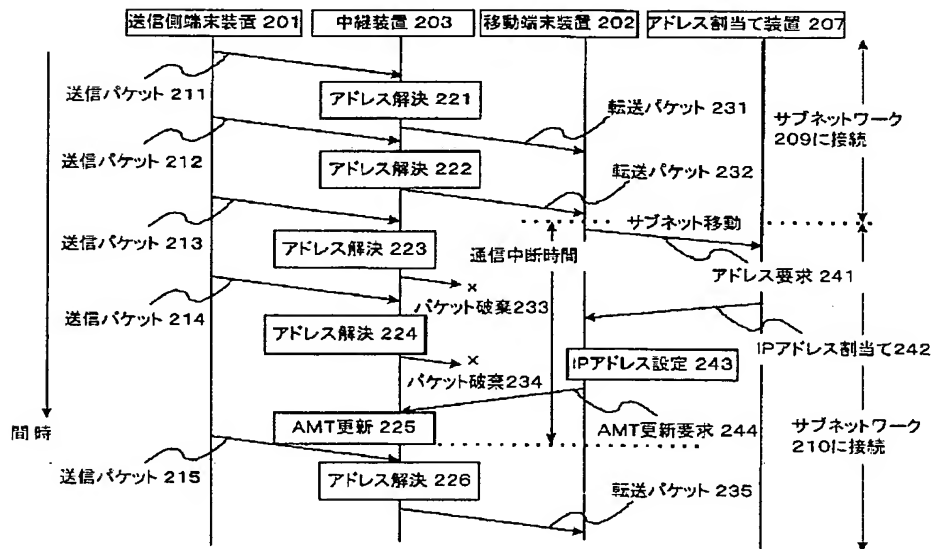 送信側端末装置 201
中継装置 203
移動端末装置 202
アドレス割当て装置 207
送信パケット 211
アドレス解決 221
転送パケット 231
サブネットワーク
209に接続
送信パケット 212
アドレス解決 222
転送パケット 232
サブネット移動
送信パケット 213
アドレス解決 223
通信中断時間
アドレス要求 241
×
パケット破棄233
送信パケット 214
アドレス解決 224
IPアドレス割当て242
×
パケット破棄234
IPアドレス設定 243
間時
AMT更新 225
AMT更新要求 244
サブネットワーク
210に接続
送信パケット 215
アドレス解決 226
転送パケット 235